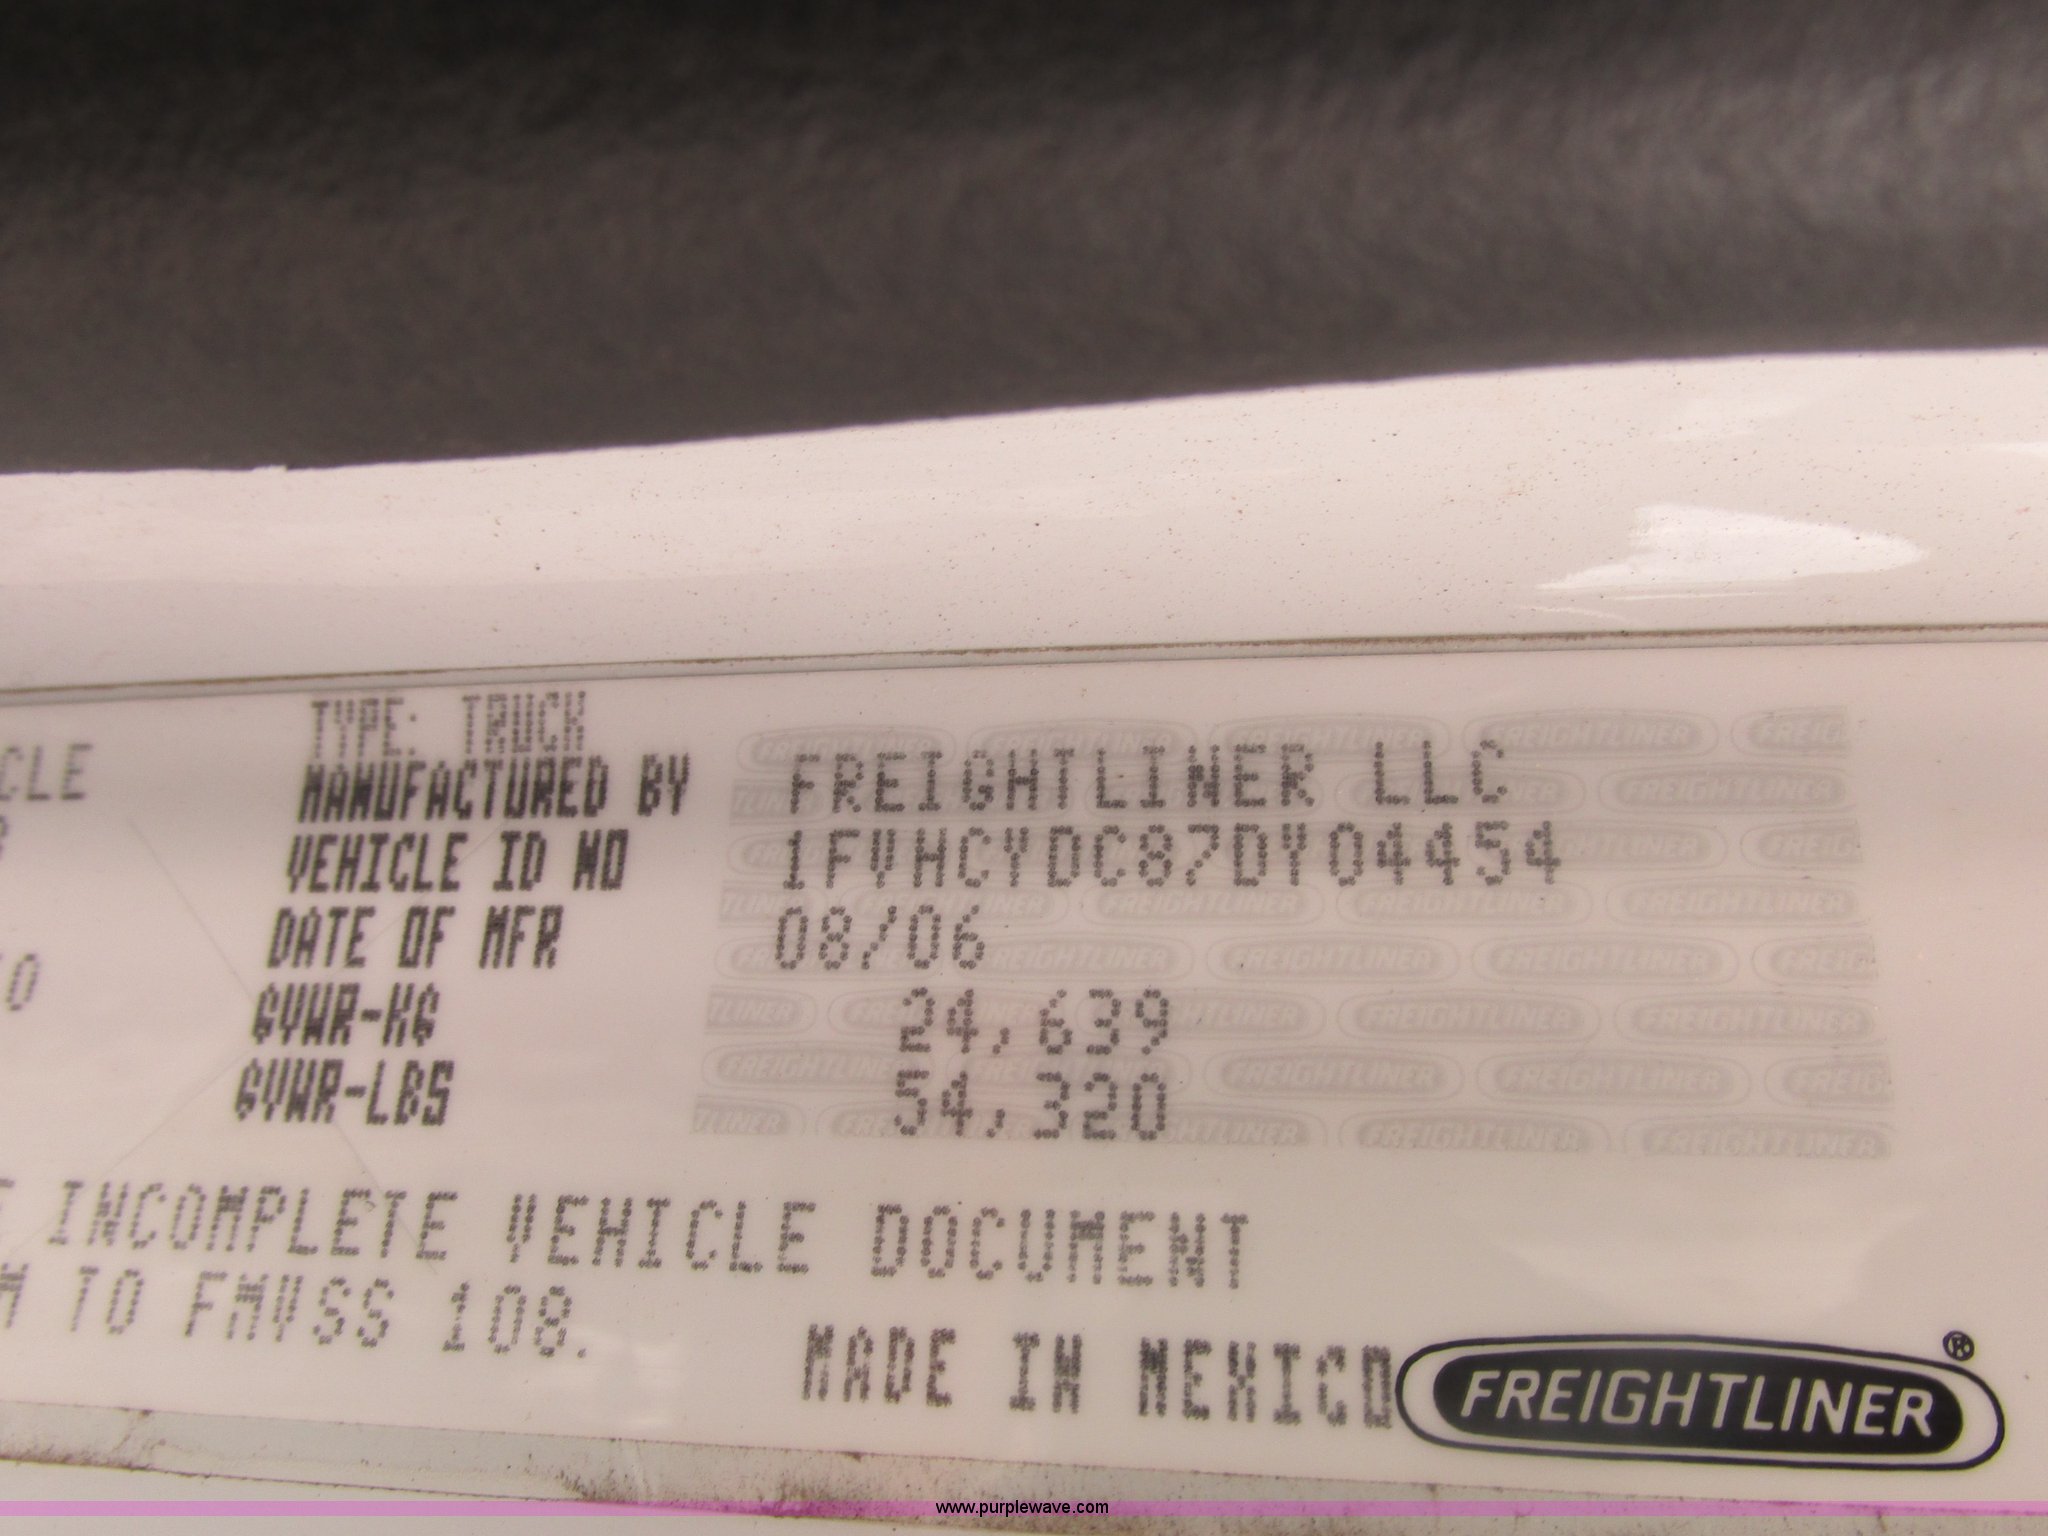 TYPE: TRUCK
CLE MANUFACTURED BY FREIGHTLINER LLC
VEHICLE ID NO 1FVHCYDC87DY04454
DATE OF MFR 08/06
GVWR-KG 24,639
GVWR-LBS 54,320
INCOMPLETE VEHICLE DOCUMENT
TO FMVSS 108.
MADE IN MEXICO
FREIGHTLINER ®
www.purplewave.com